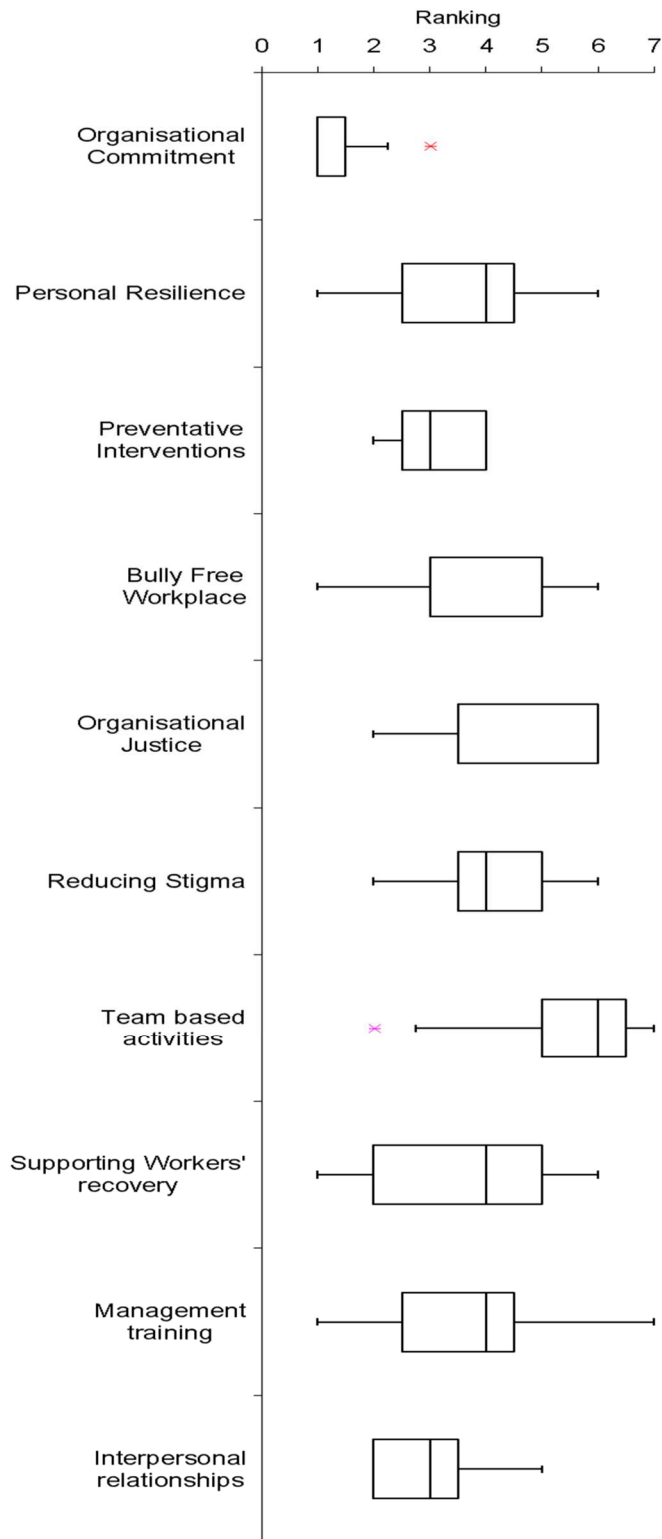 Ranking
0 1 2 3 4 5 6 7
Organisational
Commitment
Personal Resilience
Preventative
Interventions
Bully Free
Workplace
Organisational
Justice
Reducing Stigma
Team based
activities
Supporting Workers'
recovery
Management
training
Interpersonal
relationships